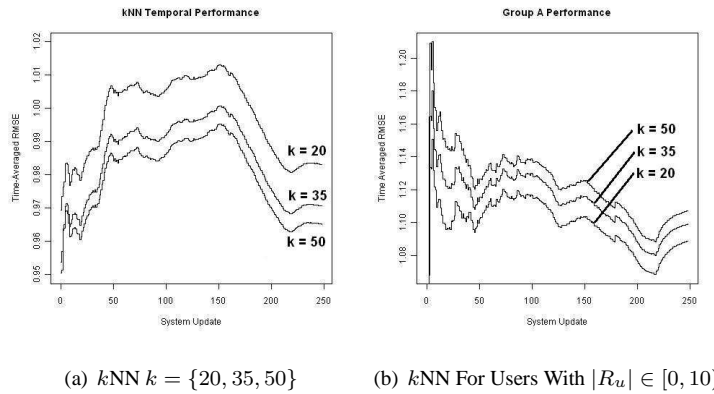 kNN Temporal Performance
Time-Averaged RMSE
1.02
1.01
1.00
0.99
0.98
0.97
0.96
0.95
k = 20
k = 35
k = 50
0
50
100
150
200
250
System Update
(a) kNN k = {20, 35, 50}
Group A Performance
Time-Averaged RMSE
1.20
1.18
1.16
1.14
1.12
1.10
1.08
k = 50
k = 35
k = 20
0
50
100
150
200
250
System Update
(b) kNN For Users With |R_u| ∈ [0, 10)